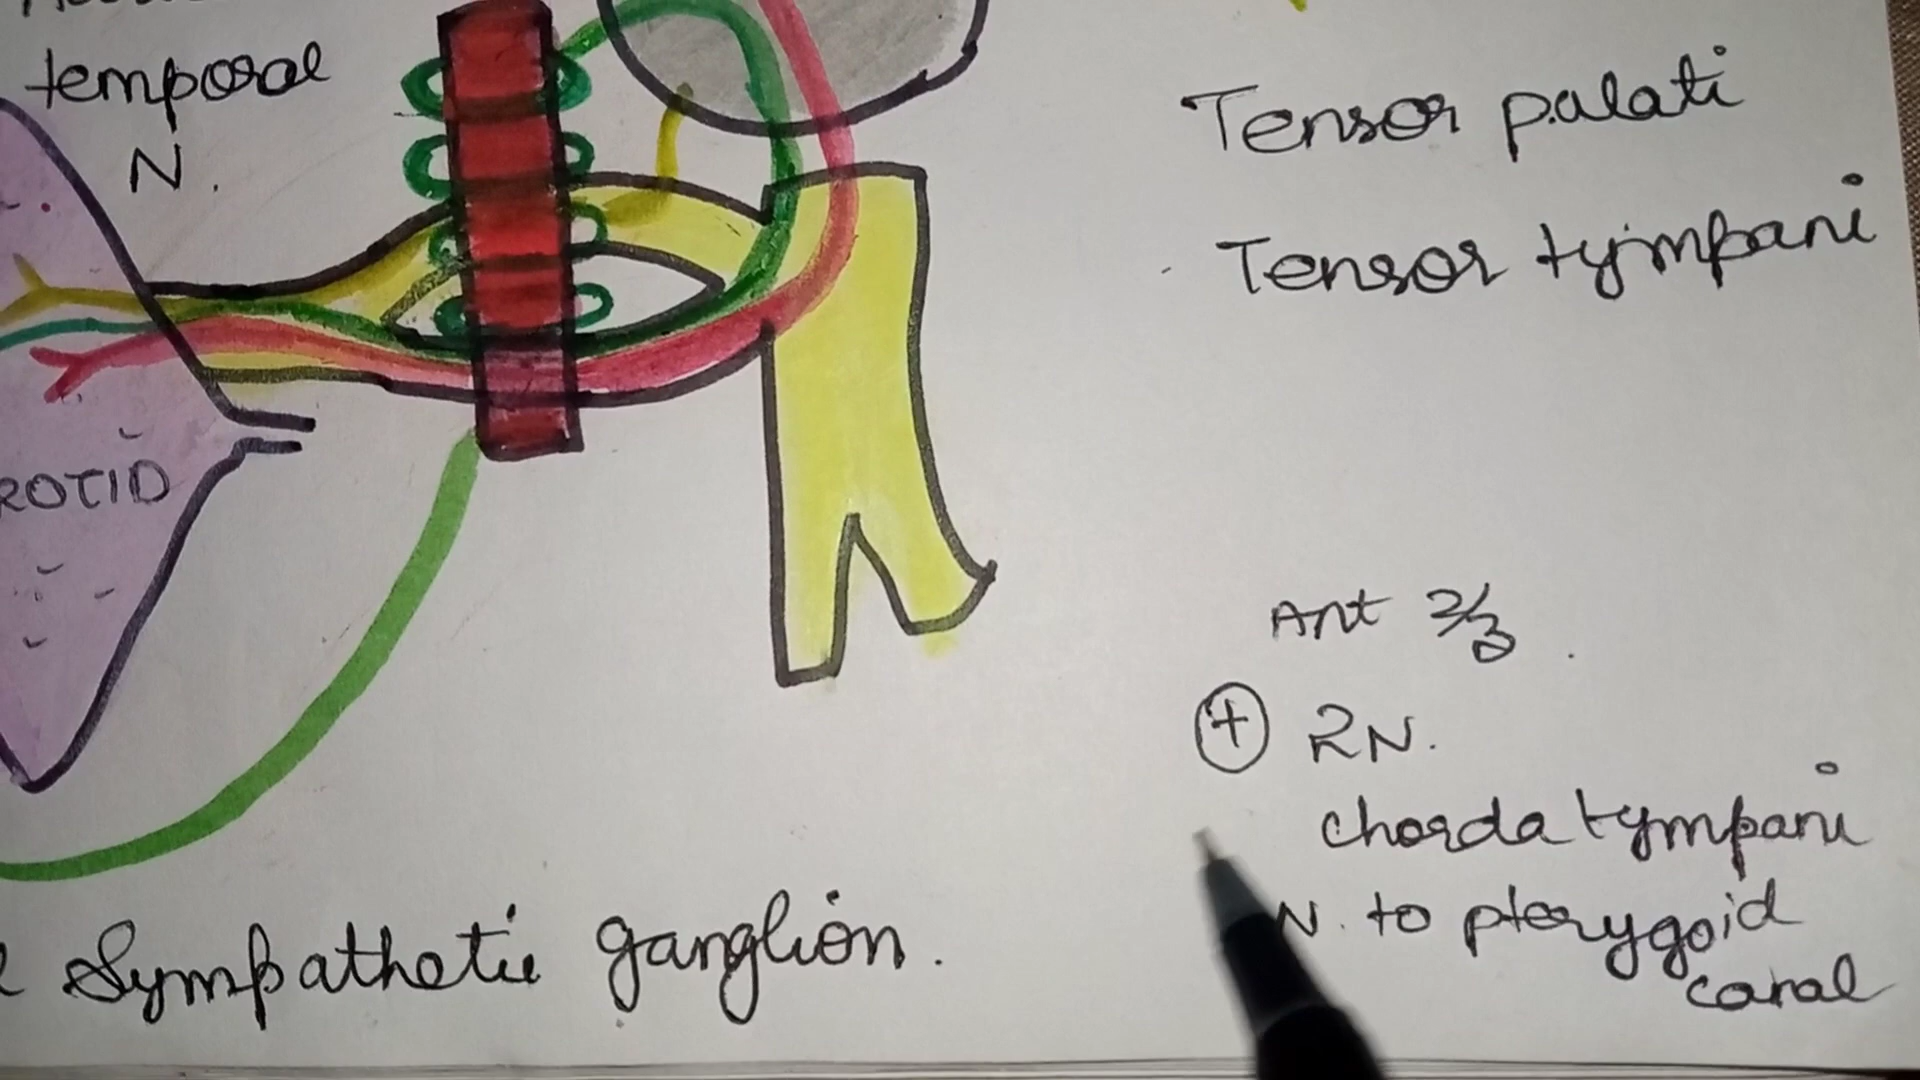 temporal
N.
Tensor palati
Tensor tympani
ROTID
Ant 2/3
+ 2N.
chorda tympani
N. to pterygoid
canal
Sympathetic ganglion.